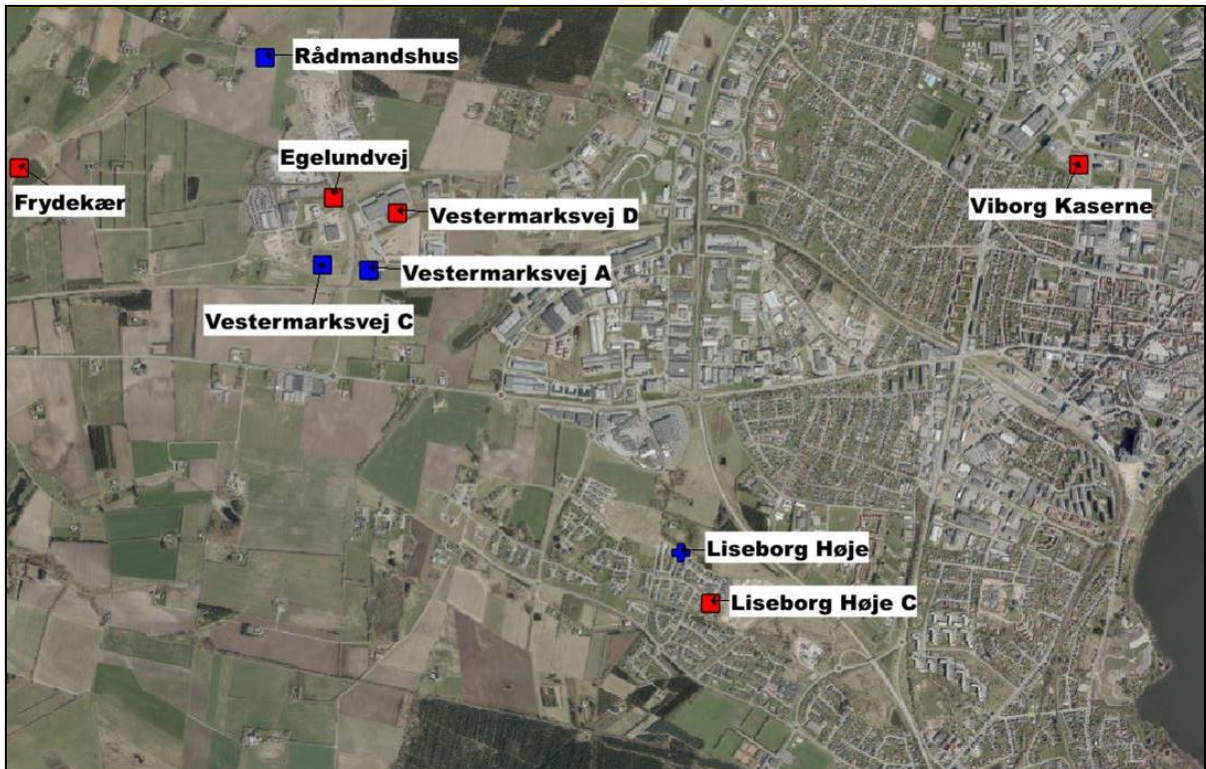 Rådmandshus
Egelundvej
Frydekær
Viborg Kaserne
Vestermarksvej D
Vestermarksvej A
Vestermarksvej C
Liseborg Høje
Liseborg Høje C